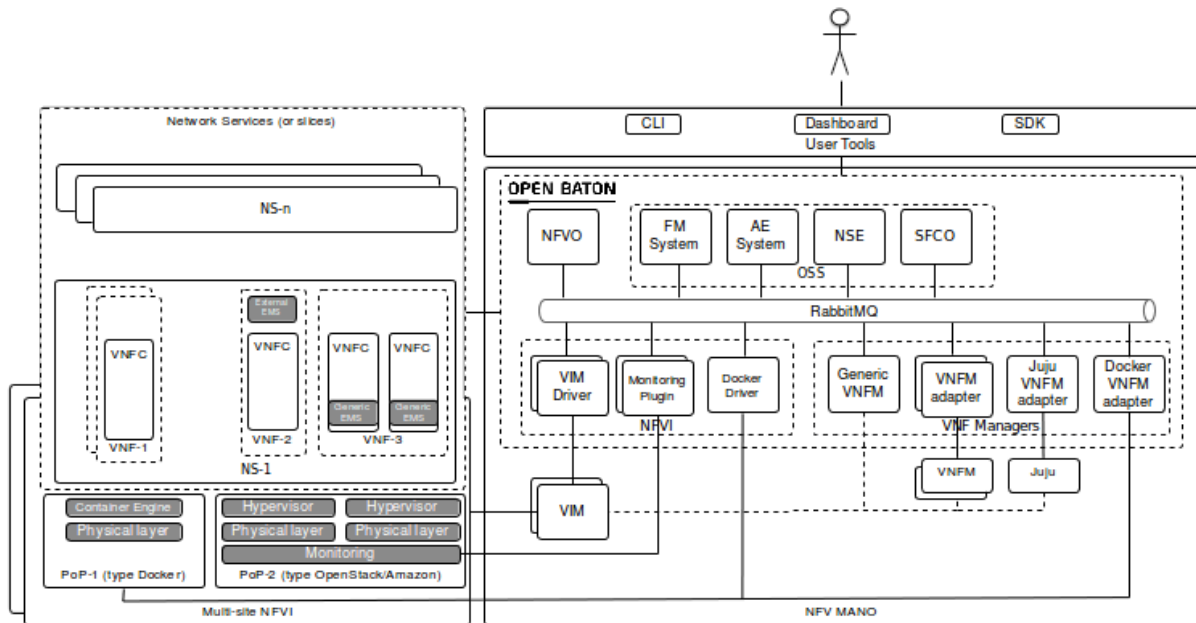 CLI
Dashboard
SDK
User Tools
Network Services (or slices)
NS-n
External
EMS
VNFC
VNFC
VNFC
VNFC
Generic
EMS
Generic
EMS
VNF-1
VNF-2
VNF-3
NS-1
OPEN BATON
NFVO
FM
System
AE
System
NSE
SFCO
OSS
RabbitMQ
VIM
Driver
Monitoring
Plugin
Docker
Driver
NFVI
Generic
VNFM
VNFM
adapter
Juju
VNFM
adapter
Docker
VNFM
adapter
VNF Managers
VNFM
Juju
VIM
Container Engine
Physical layer
PoP-1 (type Docker)
Hypervisor
Hypervisor
Physical layer
Physical layer
Monitoring
PoP-2 (type OpenStack/Amazon)
Multi-site NFVI
NFV MANO